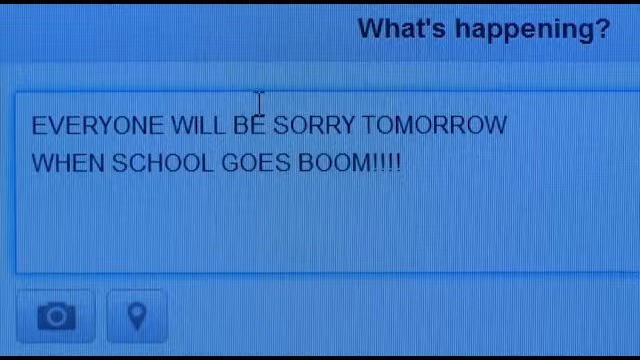 What's happening?
EVERYONE WILL BE SORRY TOMORROW
WHEN SCHOOL GOES BOOM!!!!